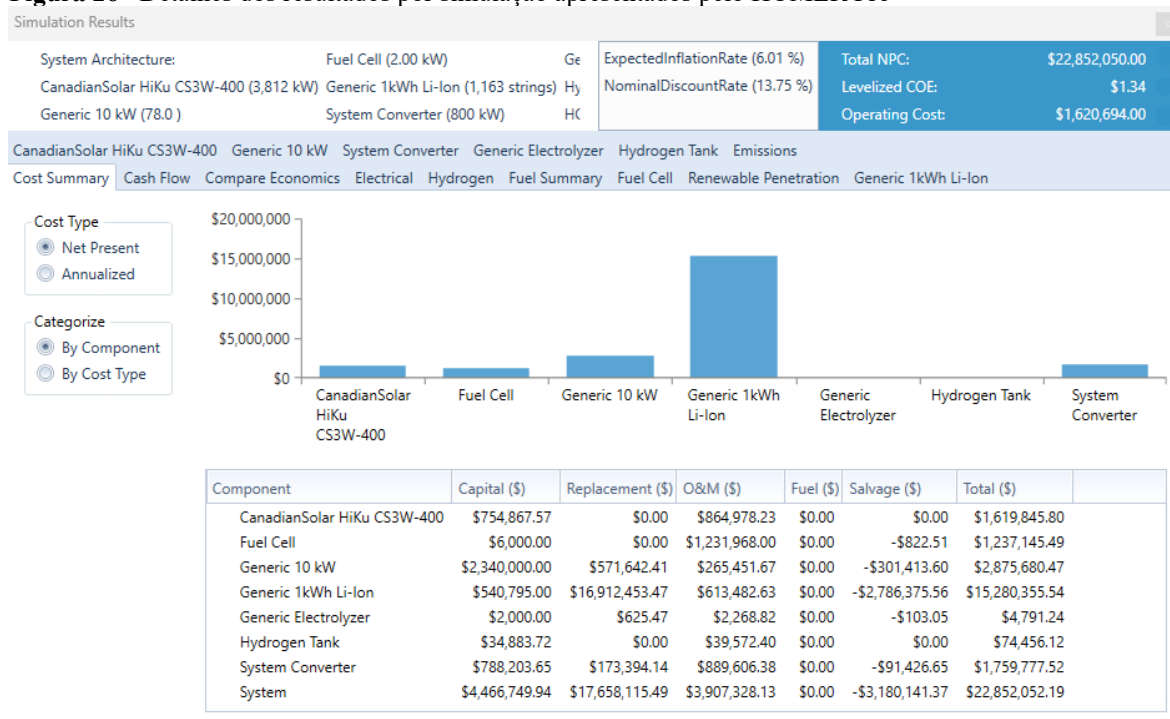 Simulation Results
System Architecture: Fuel Cell (2.00 kW) Ge
CanadianSolar HiKu CS3W-400 (3,812 kW) Generic 1kWh Li-Ion (1,163 strings) Hy
Generic 10 kW (78.0 ) System Converter (800 kW) HC
ExpectedInflationRate (6.01 %)
NominalDiscountRate (13.75 %)
Total NPC: $22,852,050.00
Levelized COE: $1.34
Operating Cost: $1,620,694.00
CanadianSolar HiKu CS3W-400 Generic 10 kW System Converter Generic Electrolyzer Hydrogen Tank Emissions
Cost Summary Cash Flow Compare Economics Electrical Hydrogen Fuel Summary Fuel Cell Renewable Penetration Generic 1kWh Li-Ion
Cost Type
Net Present
Annualized
Categorize
By Component
By Cost Type
$20,000,000
$15,000,000
$10,000,000
$5,000,000
$0
CanadianSolar HiKu CS3W-400
Fuel Cell
Generic 10 kW
Generic 1kWh Li-Ion
Generic Electrolyzer
Hydrogen Tank
System Converter
Component Capital ($) Replacement ($) O&M ($) Fuel ($) Salvage ($) Total ($)
CanadianSolar HiKu CS3W-400 $754,867.57 $0.00 $864,978.23 $0.00 $0.00 $1,619,845.80
Fuel Cell $6,000.00 $0.00 $1,231,968.00 $0.00 -$822.51 $1,237,145.49
Generic 10 kW $2,340,000.00 $571,642.41 $265,451.67 $0.00 -$301,413.60 $2,875,680.47
Generic 1kWh Li-Ion $540,795.00 $16,912,453.47 $613,482.63 $0.00 -$2,786,375.56 $15,280,355.54
Generic Electrolyzer $2,000.00 $625.47 $2,268.82 $0.00 -$103.05 $4,791.24
Hydrogen Tank $34,883.72 $0.00 $39,572.40 $0.00 $0.00 $74,456.12
System Converter $788,203.65 $173,394.14 $889,606.38 $0.00 -$91,426.65 $1,759,777.52
System $4,466,749.94 $17,658,115.49 $3,907,328.13 $0.00 -$3,180,141.37 $22,852,052.19